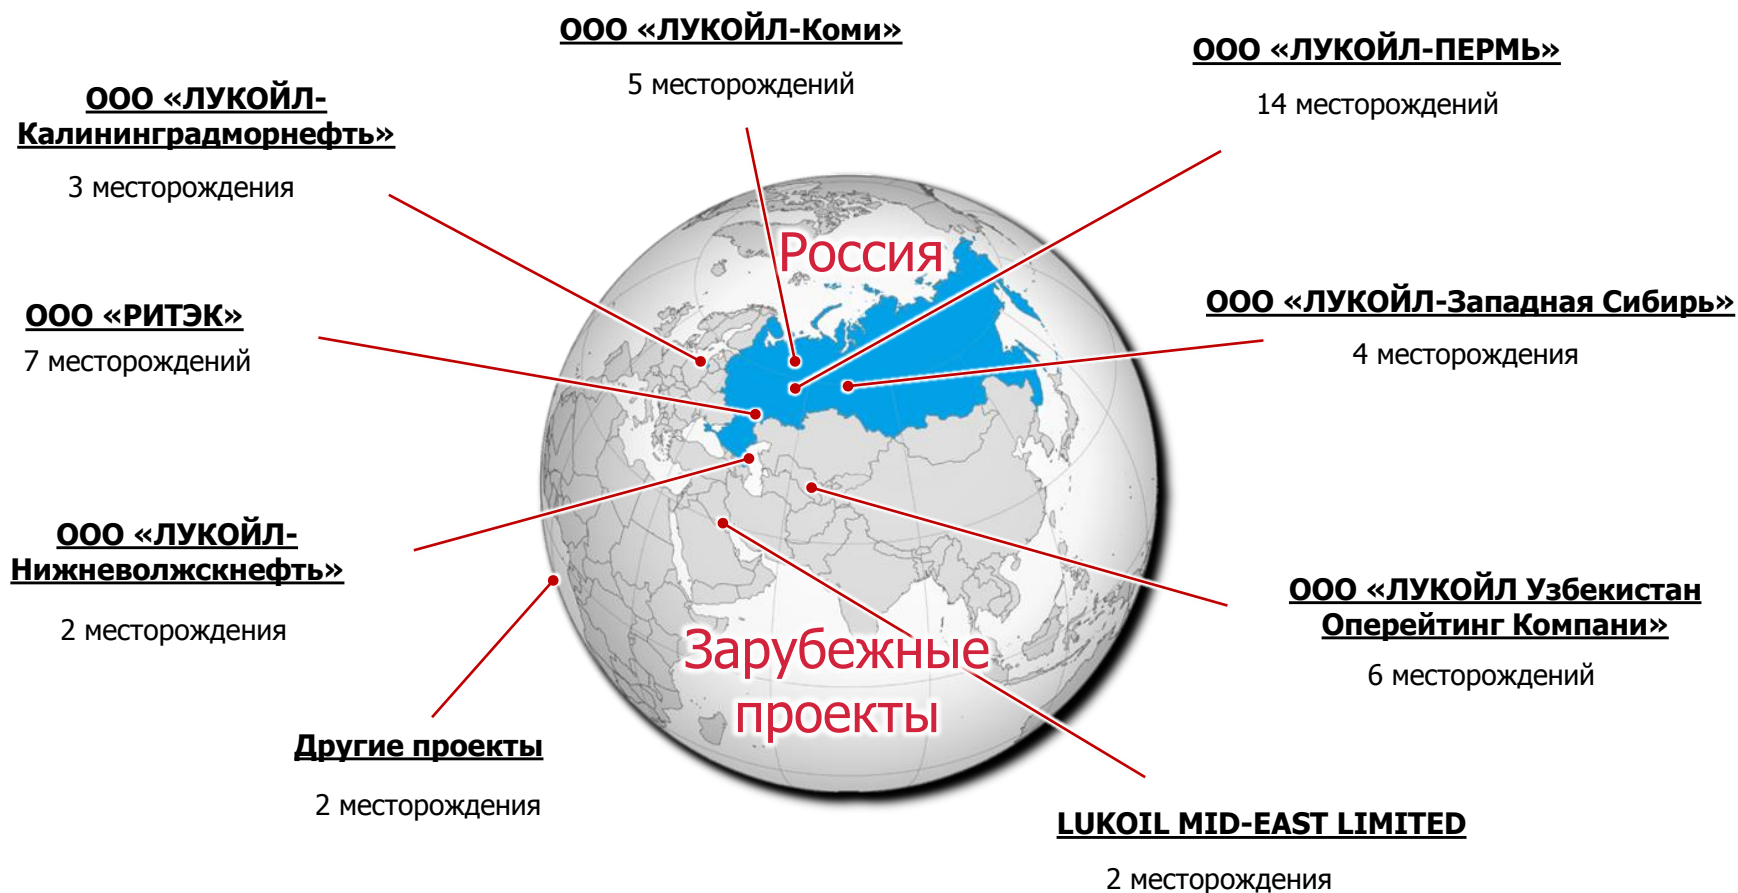 ООО «ЛУКОЙЛ-Коми»
5 месторождений
ООО «ЛУКОЙЛ-ПЕРМЬ»
14 месторождений
ООО «ЛУКОЙЛ-
Калининградморнефть»
3 месторождения
Россия
ООО «РИТЭК»
7 месторождений
ООО «ЛУКОЙЛ-Западная Сибирь»
4 месторождения
ООО «ЛУКОЙЛ-
Нижневолжскнефть»
2 месторождения
ООО «ЛУКОЙЛ Узбекистан
Оперейтинг Компани»
6 месторождений
Зарубежные
проекты
Другие проекты
2 месторождения
LUKOIL MID-EAST LIMITED
2 месторождения